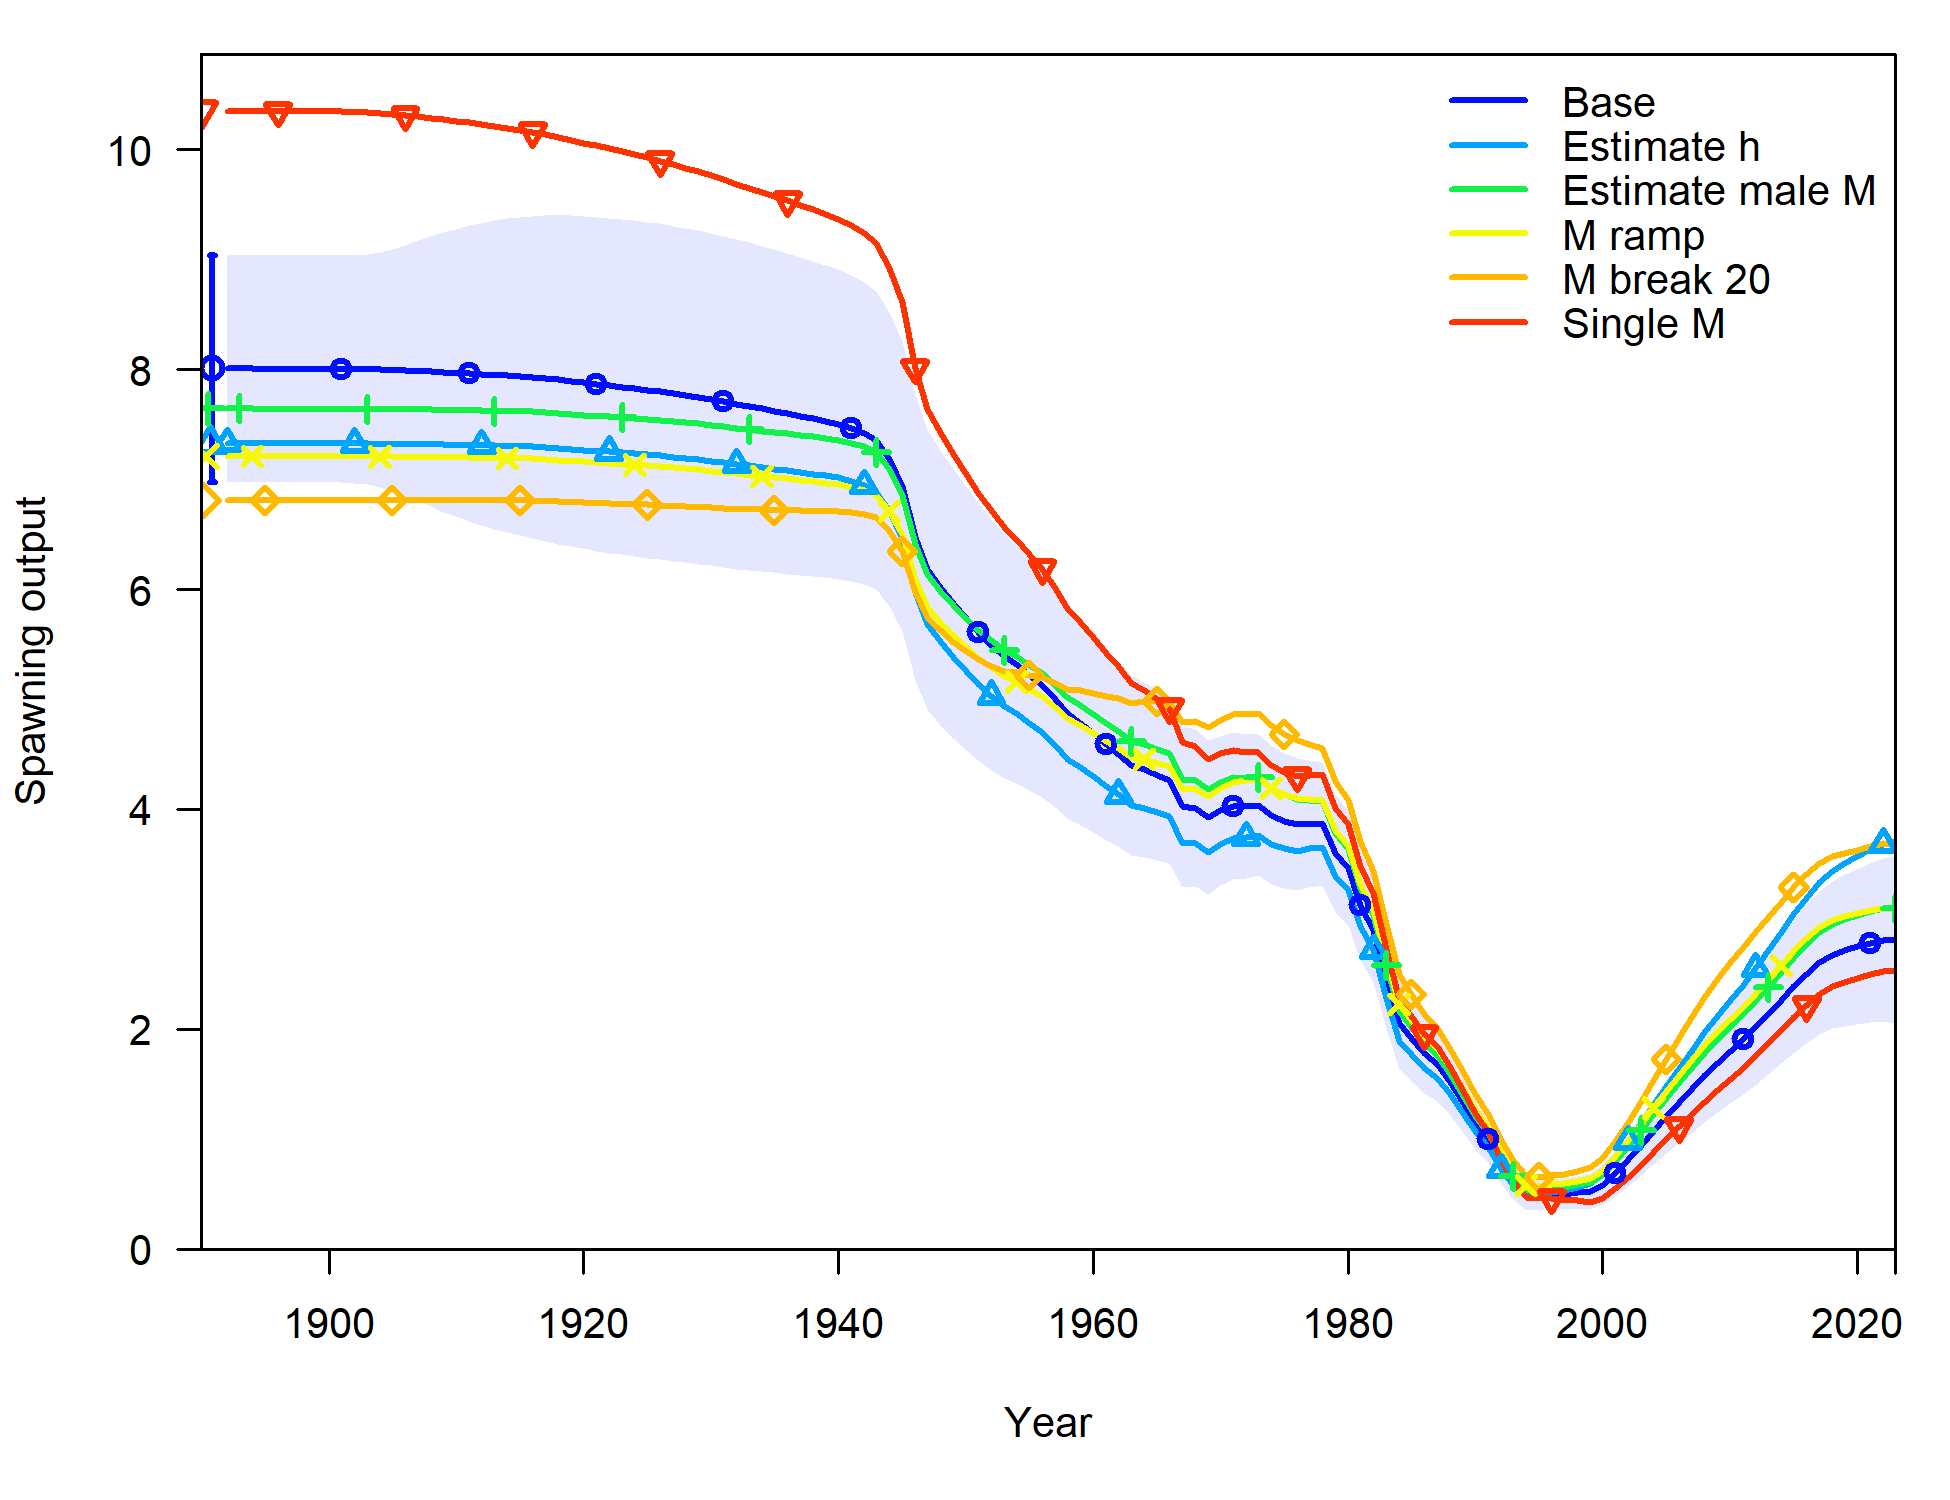 Base
Estimate h
Estimate male M
M ramp
M break 20
Single M
Spawning output
10
8
6
4
2
0
1900 1920 1940 1960 1980 2000 2020
Year